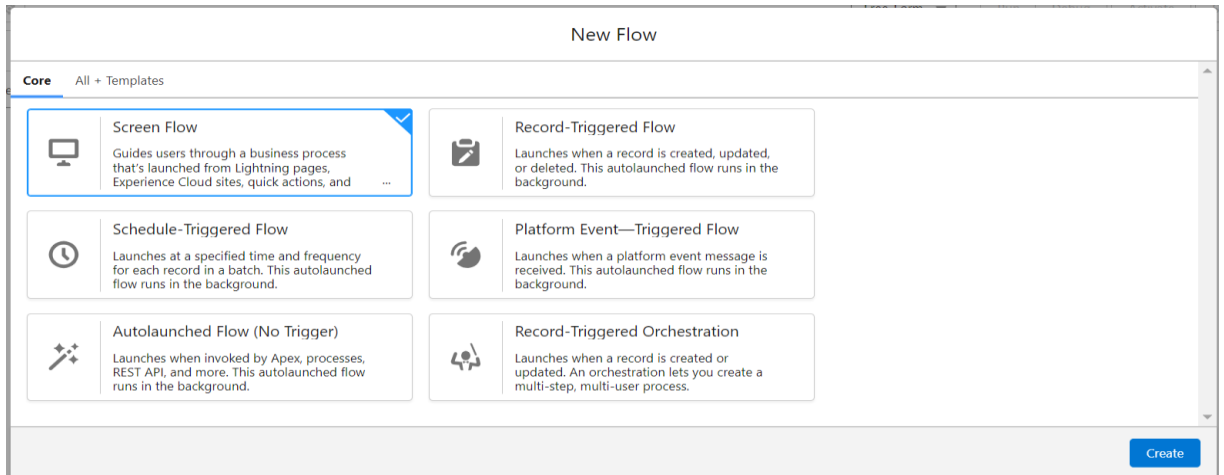 New Flow
Core All + Templates
Screen Flow
Guides users through a business process
that's launched from Lightning pages,
Experience Cloud sites, quick actions, and ...
Record-Triggered Flow
Launches when a record is created, updated,
or deleted. This autolaunched flow runs in the
background.
Schedule-Triggered Flow
Launches at a specified time and frequency
for each record in a batch. This autolaunched
flow runs in the background.
Platform Event—Triggered Flow
Launches when a platform event message is
received. This autolaunched flow runs in the
background.
Autolaunched Flow (No Trigger)
Launches when invoked by Apex, processes,
REST API, and more. This autolaunched flow
runs in the background.
Record-Triggered Orchestration
Launches when a record is created or
updated. An orchestration lets you create a
multi-step, multi-user process.
Create